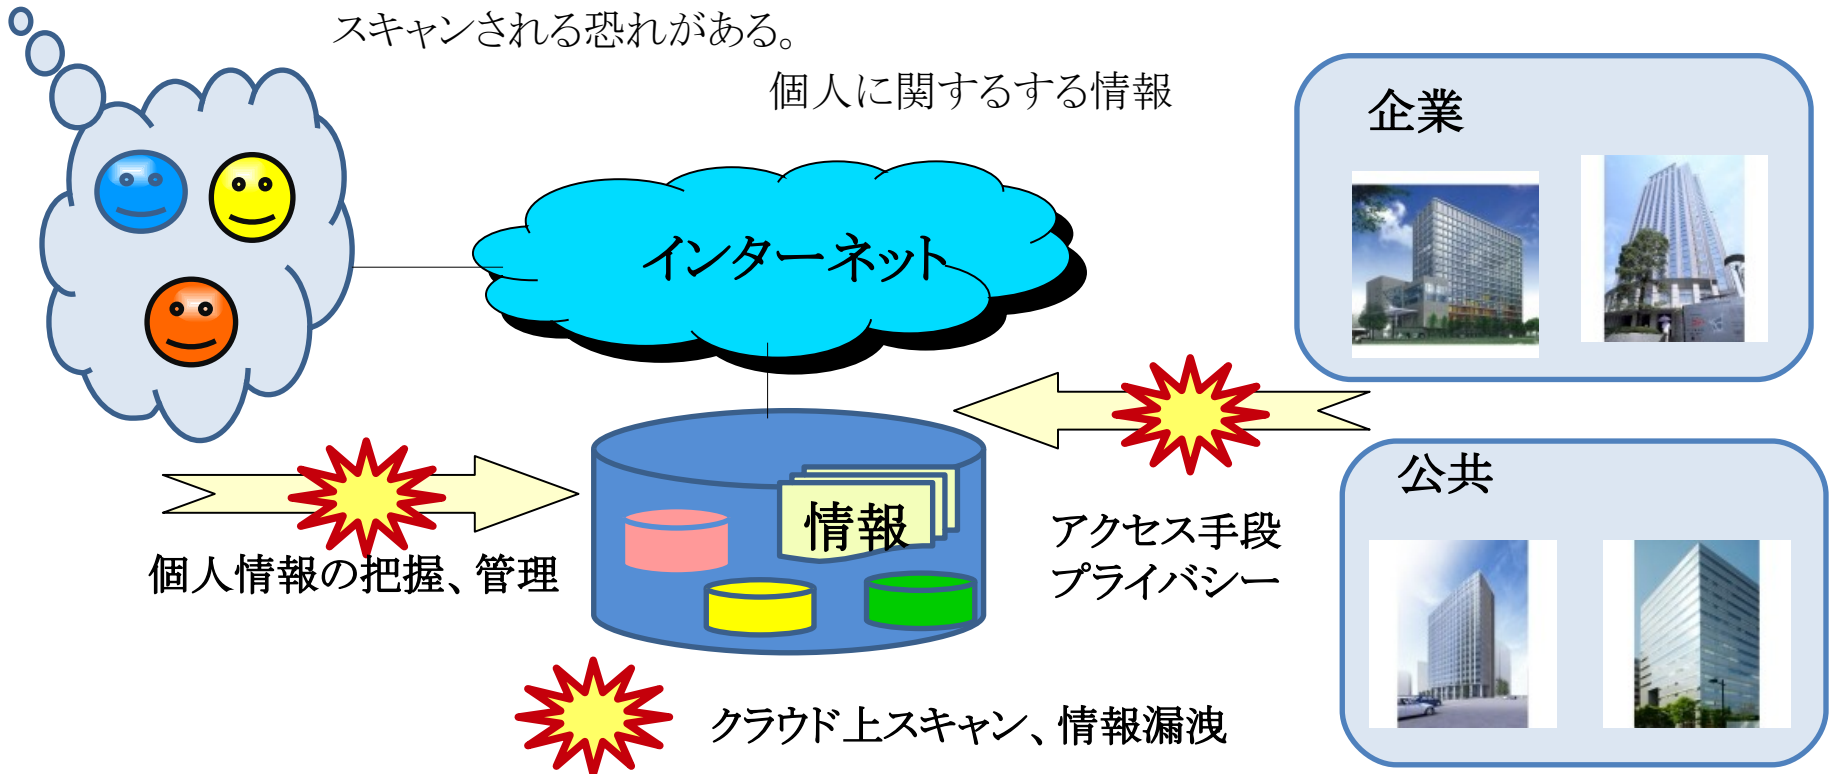 スキャンされる恐れがある。
個人に関するする情報
企業
インターネット
公共
情報
アクセス手段
プライバシー
個人情報の把握、管理
クラウド上スキャン、情報漏洩